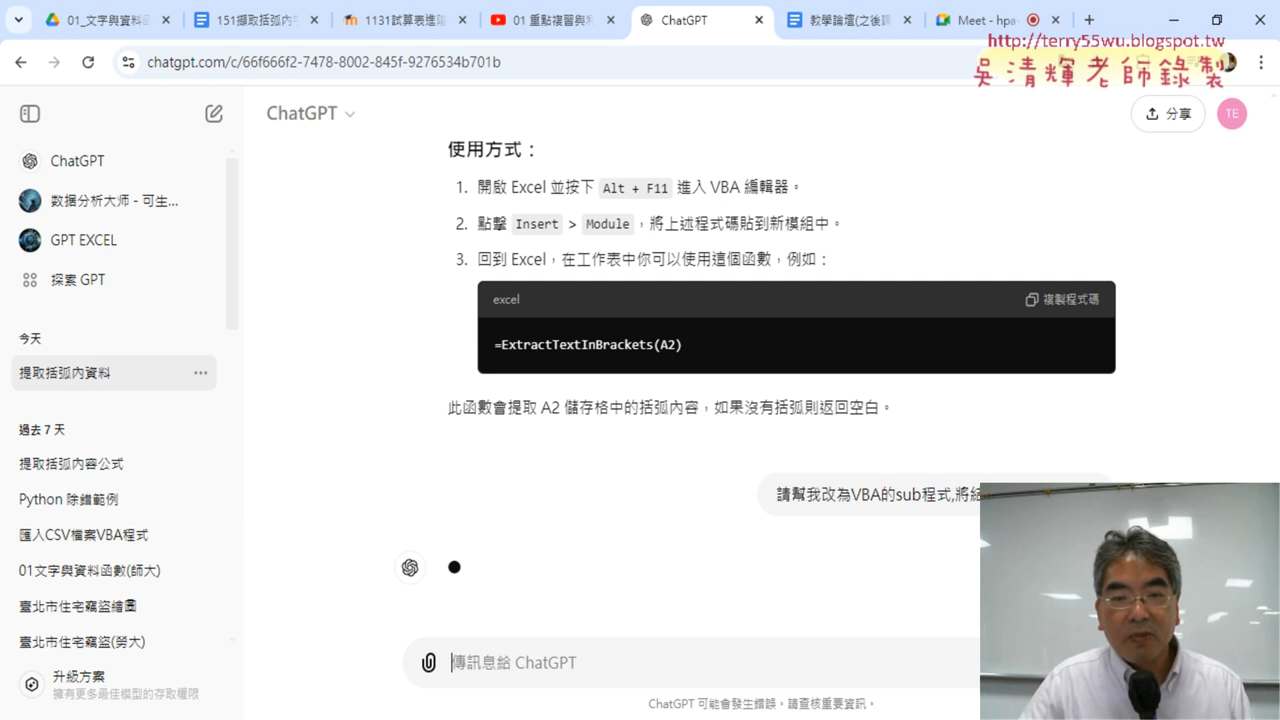 01_文字與資料函
151擷取括弧內
1131試算表進階
01 重點複習與
ChatGPT
教學論壇(之後課
Meet - hpa
http://terry55wu.blogspot.tw
chatgpt.com/c/66f666f2-7478-8002-845f-9276534b701b
吳清輝老師錄製
ChatGPT
分享
TE
ChatGPT
数据分析大师 - 可生...
GPT EXCEL
探索 GPT
今天
提取括弧內資料
過去 7 天
提取括弧內容公式
Python 除錯範例
匯入CSV檔案VBA程式
01文字與資料函數(師大)
臺北市住宅竊盜繪圖
臺北市住宅竊盜(勞大)
升級方案
擁有更多最佳模型的存取權限
使用方式：
1. 開啟 Excel 並按下 Alt + F11 進入 VBA 編輯器。
2. 點擊 Insert > Module，將上述程式碼貼到新模組中。
3. 回到 Excel，在工作表中你可以使用這個函數，例如：
excel
複製程式碼
=ExtractTextInBrackets(A2)
此函數會提取 A2 儲存格中的括弧內容，如果沒有括弧則返回空白。
請幫我改為VBA的sub程式,將結
傳訊息給 ChatGPT
ChatGPT 可能會發生錯誤。請查核重要資訊。